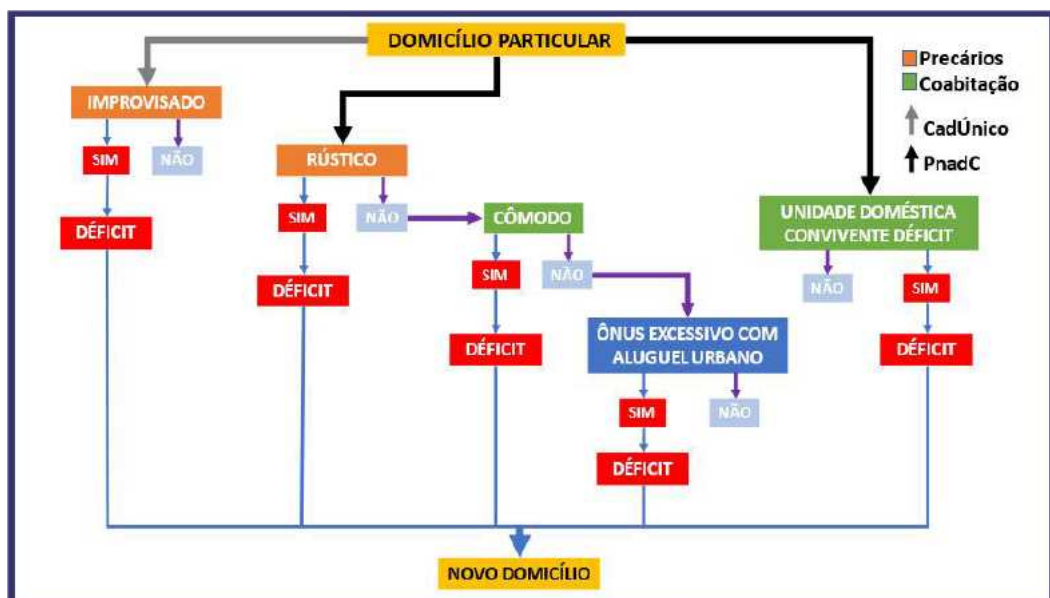 DOMICÍLIO PARTICULAR
Precários
Coabitação
CadÚnico
PnadC
IMPROVISADO
SIM
NÃO
DÉFICIT
RÚSTICO
SIM
NÃO
DÉFICIT
CÔMODO
SIM
NÃO
DÉFICIT
ÔNUS EXCESSIVO COM
ALUGUEL URBANO
SIM
NÃO
DÉFICIT
UNIDADE DOMÉSTICA
CONVIVENTE DÉFICIT
NÃO
SIM
DÉFICIT
NOVO DOMICÍLIO